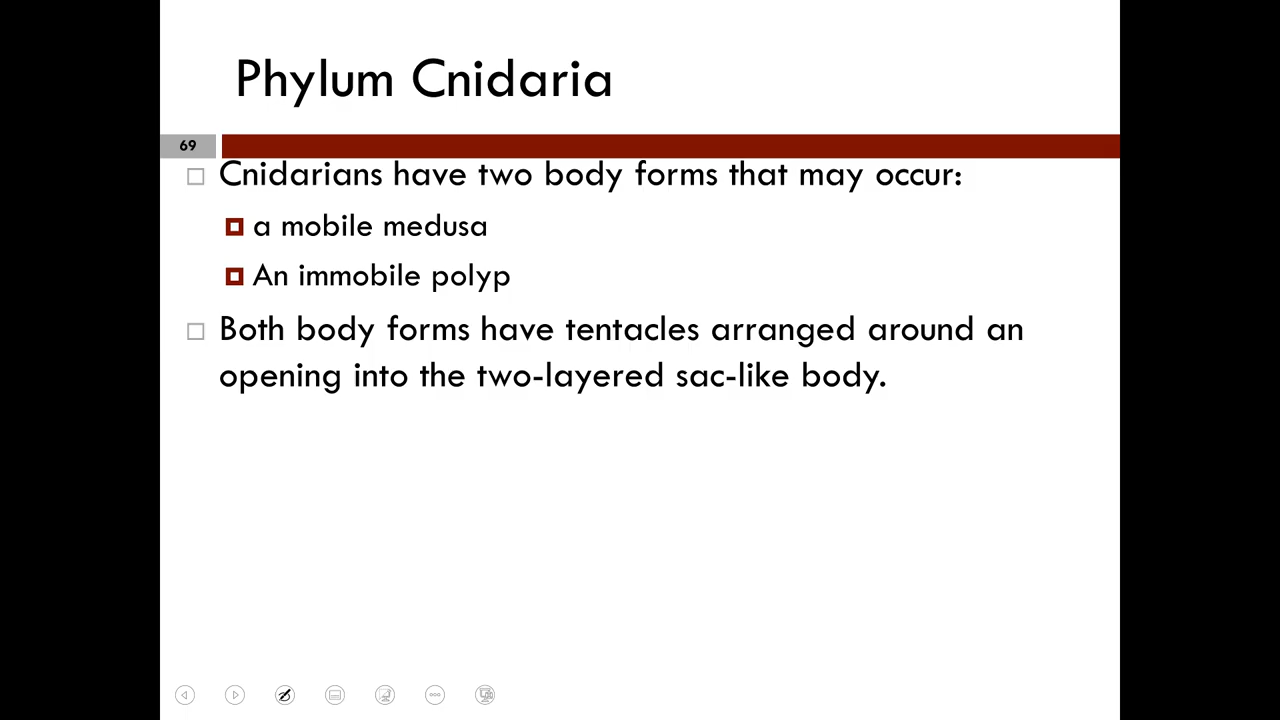 Phylum Cnidaria
69
Cnidarians have two body forms that may occur:
a mobile medusa
An immobile polyp
Both body forms have tentacles arranged around an
opening into the two-layered sac-like body.